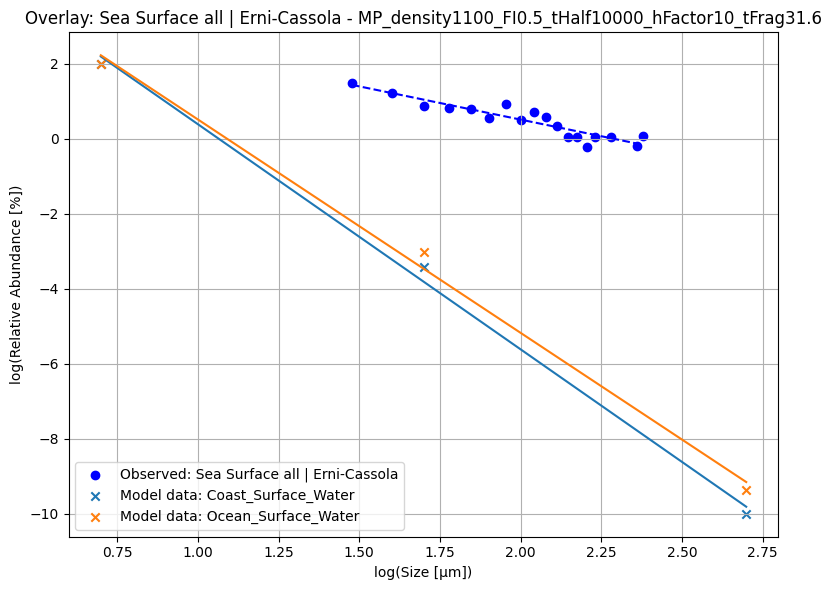 Overlay: Sea Surface all | Erni-Cassola - MP_density1100_FI0.5_tHalf10000_hFactor10_tFrag31.6
log(Relative Abundance [%])
2
0
−2
−4
−6
−8
−10
Observed: Sea Surface all | Erni-Cassola
Model data: Coast_Surface_Water
Model data: Ocean_Surface_Water
0.75 1.00 1.25 1.50 1.75 2.00 2.25 2.50 2.75
log(Size [µm])